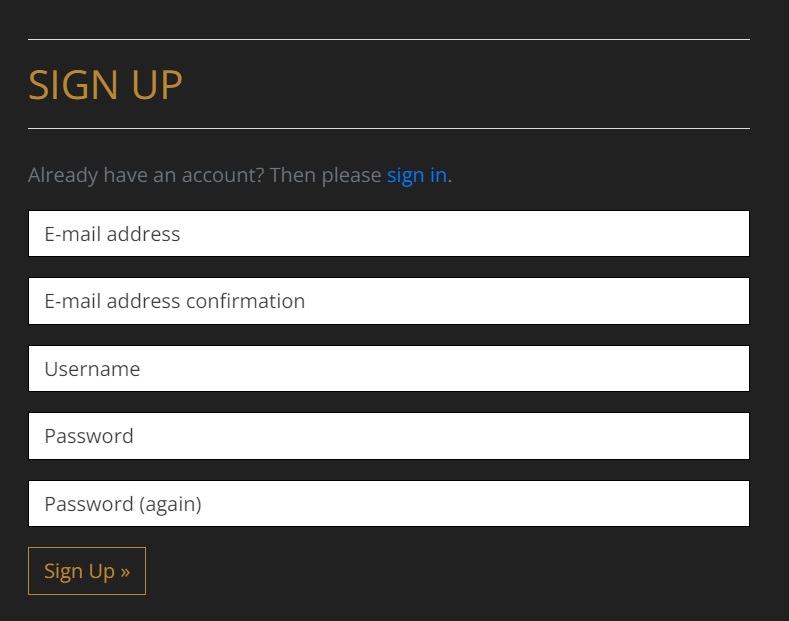 SIGN UP
Already have an account? Then please sign in.
E-mail address
E-mail address confirmation
Username
Password
Password (again)
Sign Up »